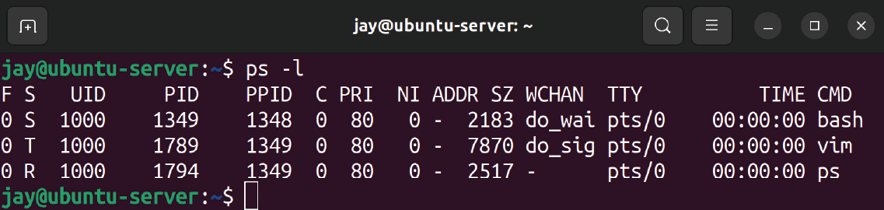 jay@ubuntu-server: ~
jay@ubuntu-server:~$ ps -l
F S   UID     PID    PPID  C PRI  NI ADDR SZ WCHAN  TTY          TIME CMD
0 S  1000    1349    1348  0  80   0 -  2183 do_wai pts/0    00:00:00 bash
0 T  1000    1789    1349  0  80   0 -  7870 do_sig pts/0    00:00:00 vim
0 R  1000    1794    1349  0  80   0 -  2517 -      pts/0    00:00:00 ps
jay@ubuntu-server:~$